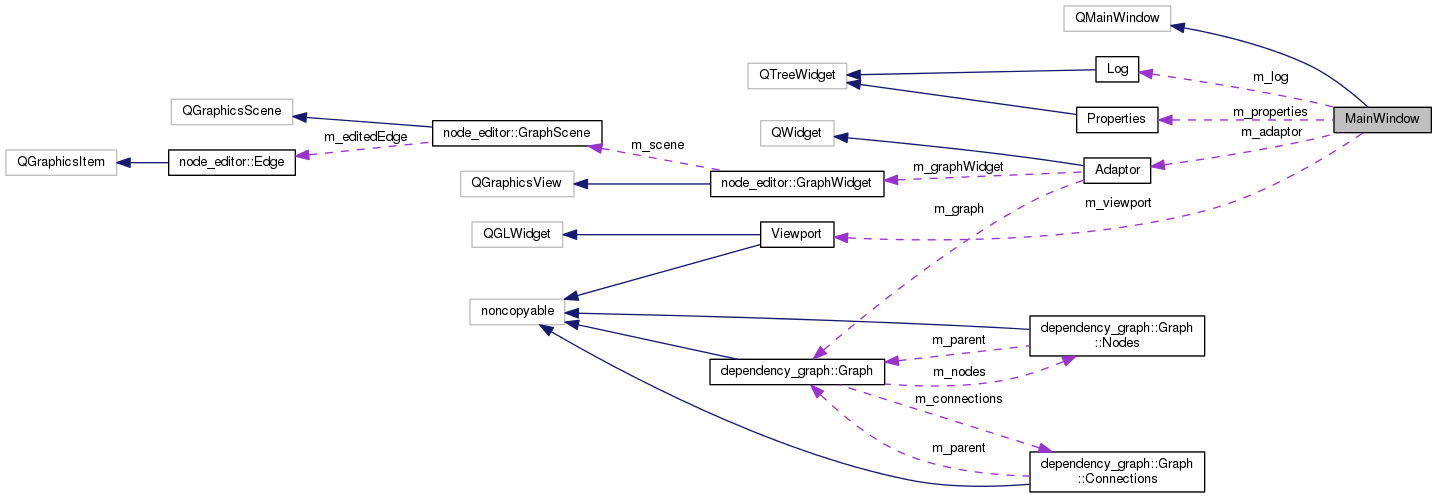 QMainWindow
QTreeWidget
Log
m_log
QGraphicsScene
m_properties
MainWindow
Properties
node_editor::GraphScene
QWidget
m_adaptor
m_editedEdge
m_scene
QGraphicsItem
node_editor::Edge
Adaptor
m_graphWidget
QGraphicsView
node_editor::GraphWidget
m_viewport
m_graph
QGLWidget
Viewport
noncopyable
dependency_graph::Graph
::Nodes
m_parent
dependency_graph::Graph
m_nodes
m_connections
m_parent
dependency_graph::Graph
::Connections